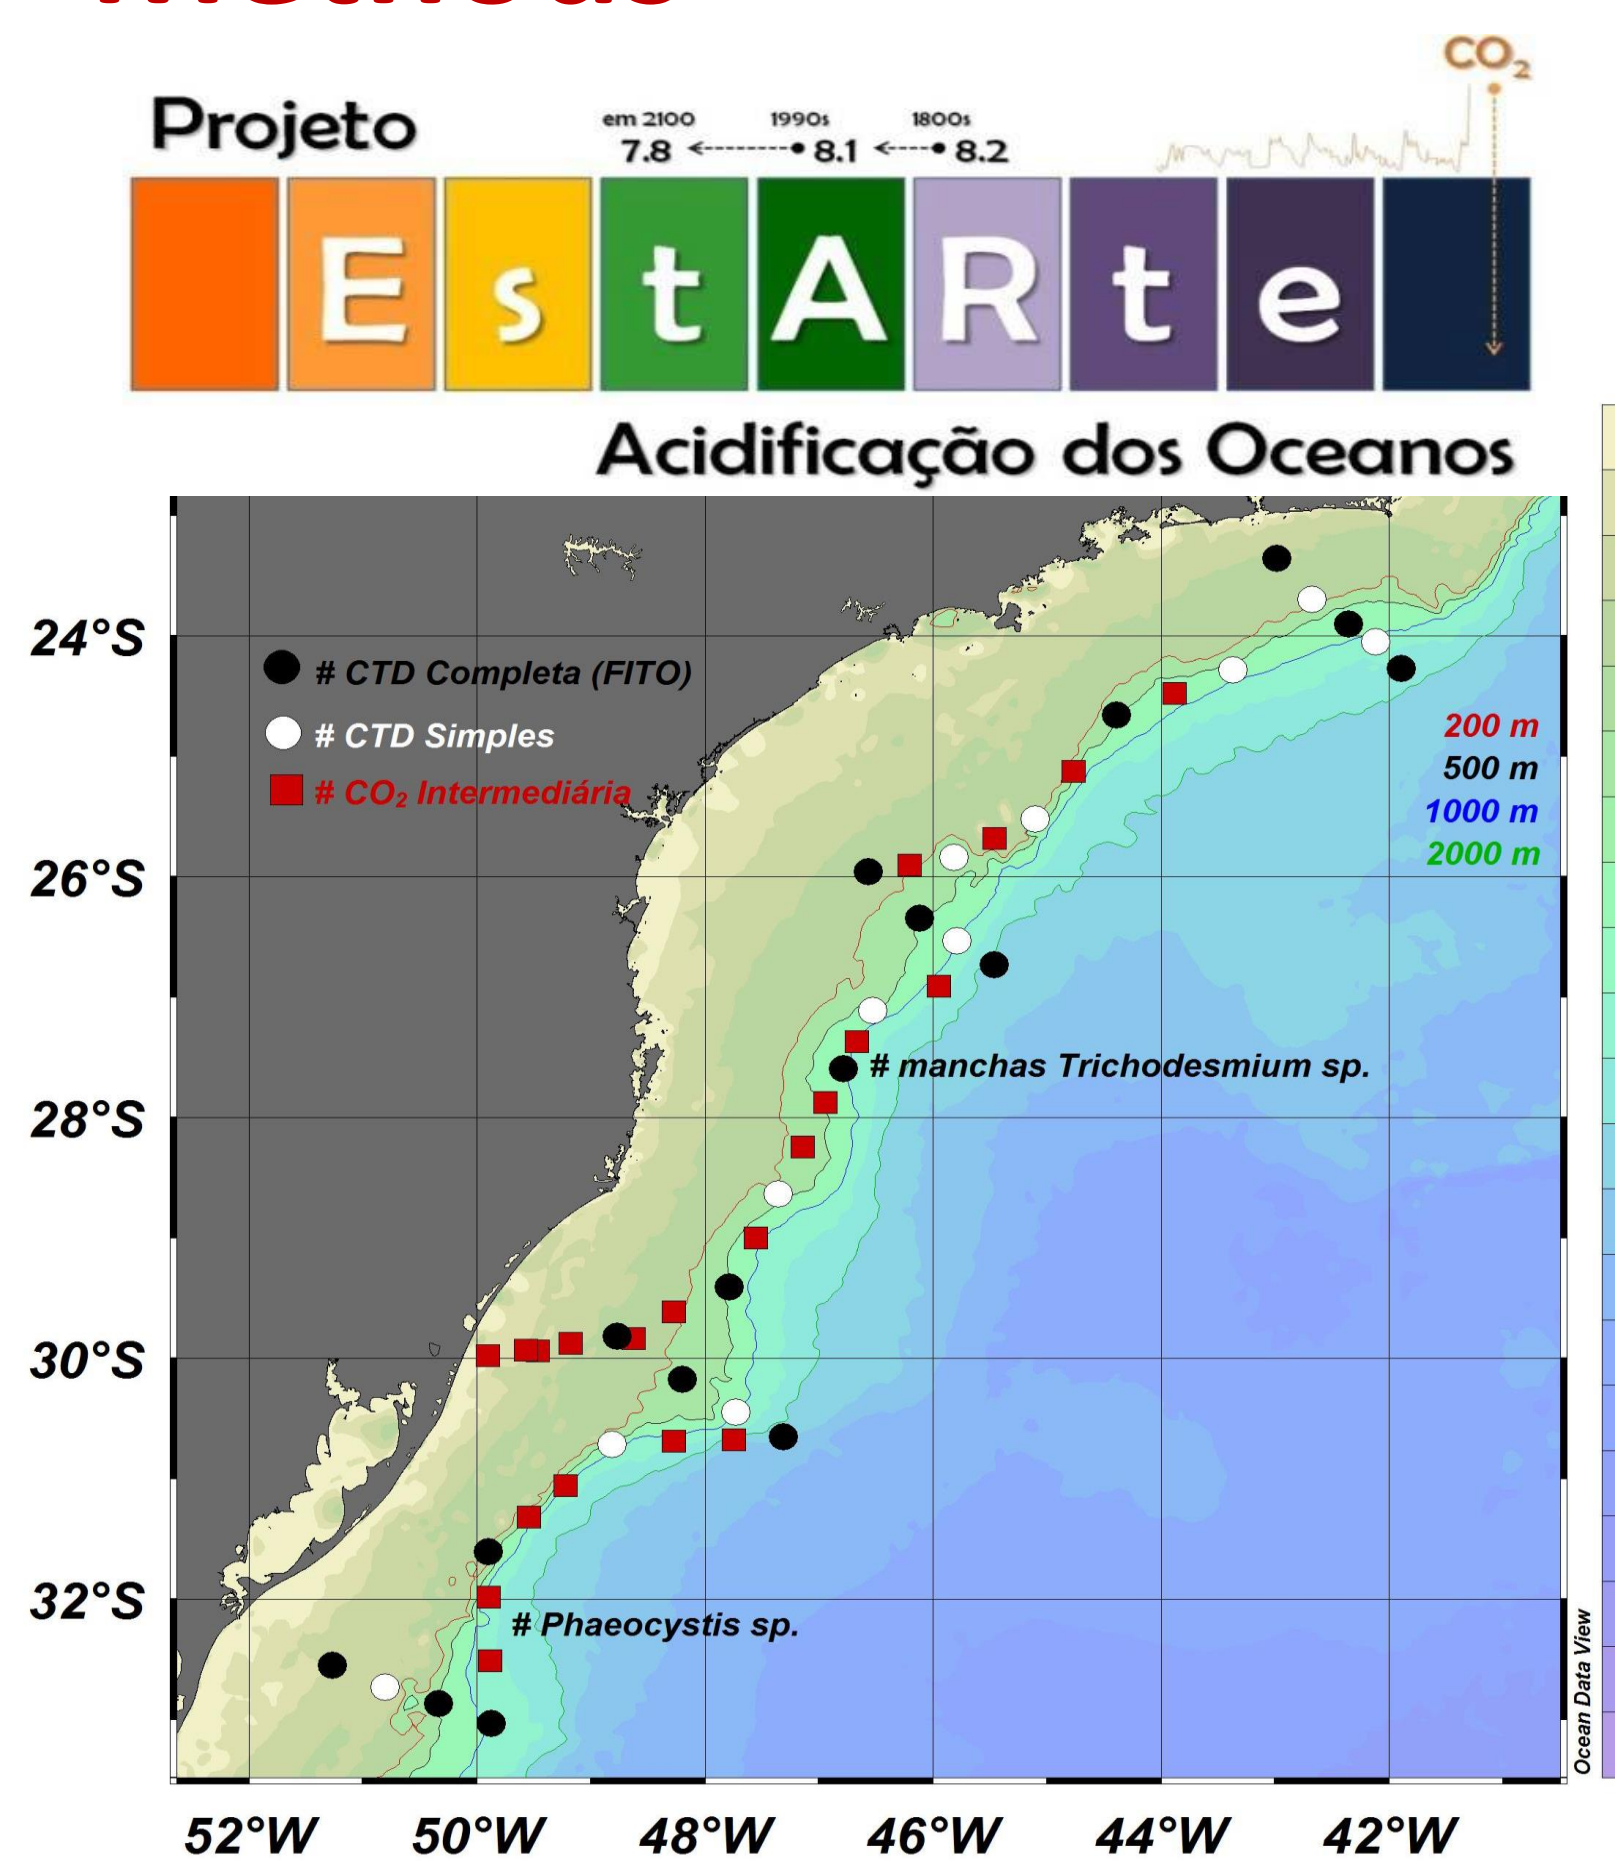 Projeto
CO₂
em 2100 1990s 1800s
7.8 8.1 8.2
EstARte
Acidificação dos Oceanos
24°S
# CTD Completa (FITO)
# CTD Simples
# CO₂ Intermediária
200 m
500 m
1000 m
2000 m
26°S
# manchas Trichodesmium sp.
28°S
30°S
32°S
# Phaeocystis sp.
Ocean Data View
52°W 50°W 48°W 46°W 44°W 42°W